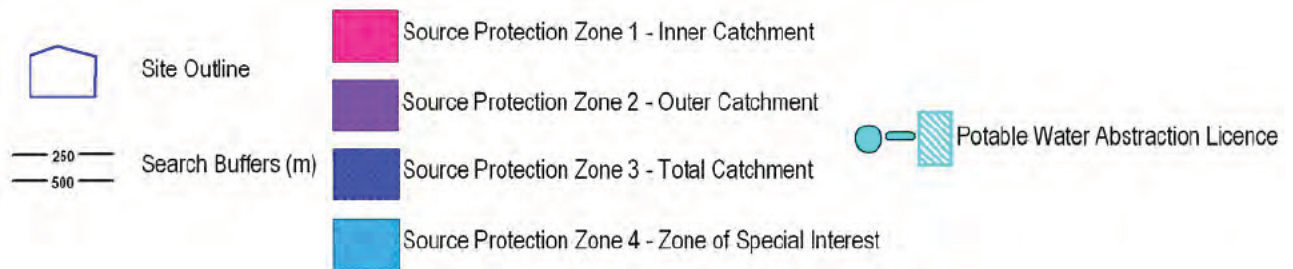 Site Outline
250
500
Search Buffers (m)
Source Protection Zone 1 - Inner Catchment
Source Protection Zone 2 - Outer Catchment
Source Protection Zone 3 - Total Catchment
Source Protection Zone 4 - Zone of Special Interest
Potable Water Abstraction Licence